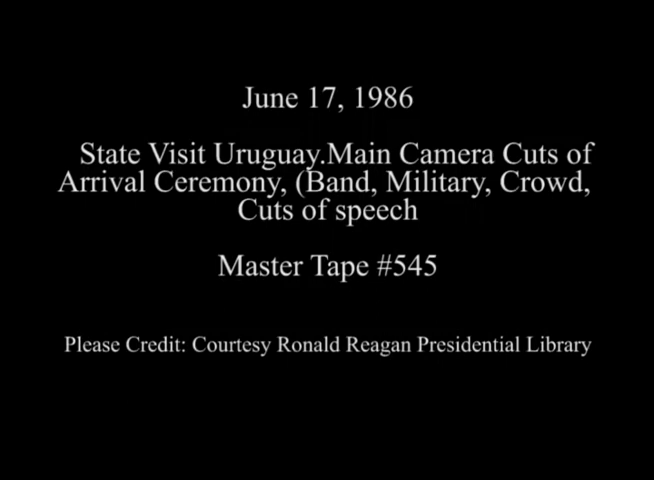 June 17, 1986
State Visit Uruguay.Main Camera Cuts of
Arrival Ceremony, (Band, Military, Crowd,
Cuts of speech
Master Tape #545
Please Credit: Courtesy Ronald Reagan Presidential Library